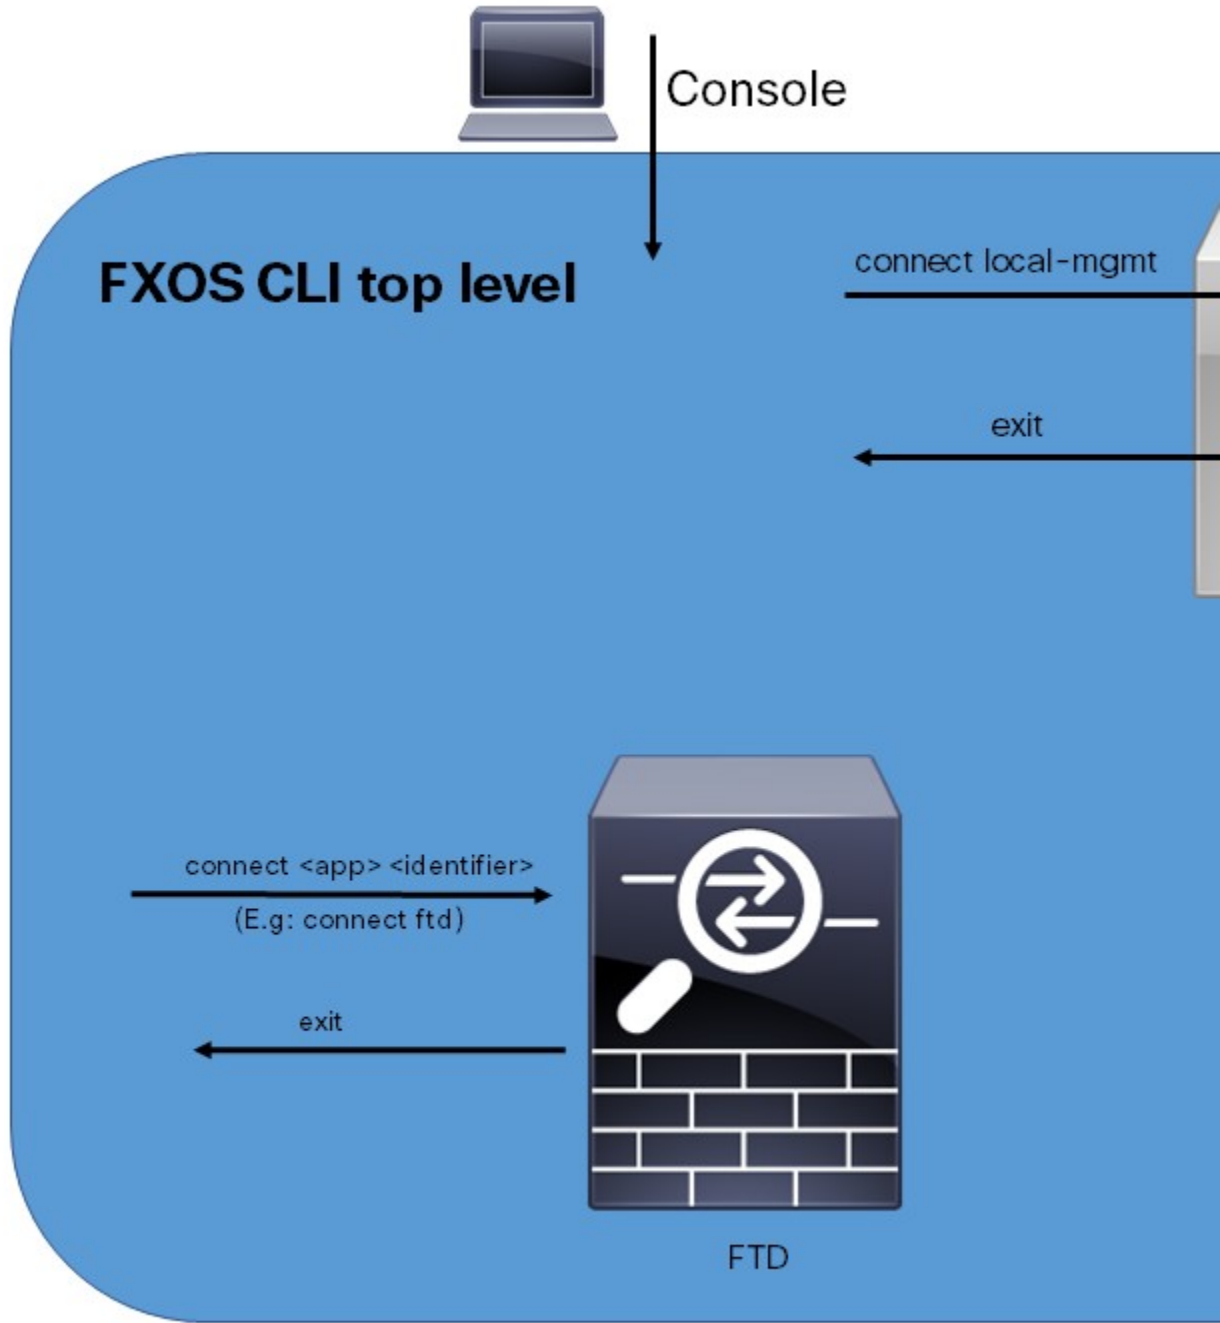 Console
FXOS CLI top level
connect local-mgmt
exit
connect <app> <identifier>
(E.g: connect ftd)
exit
FTD